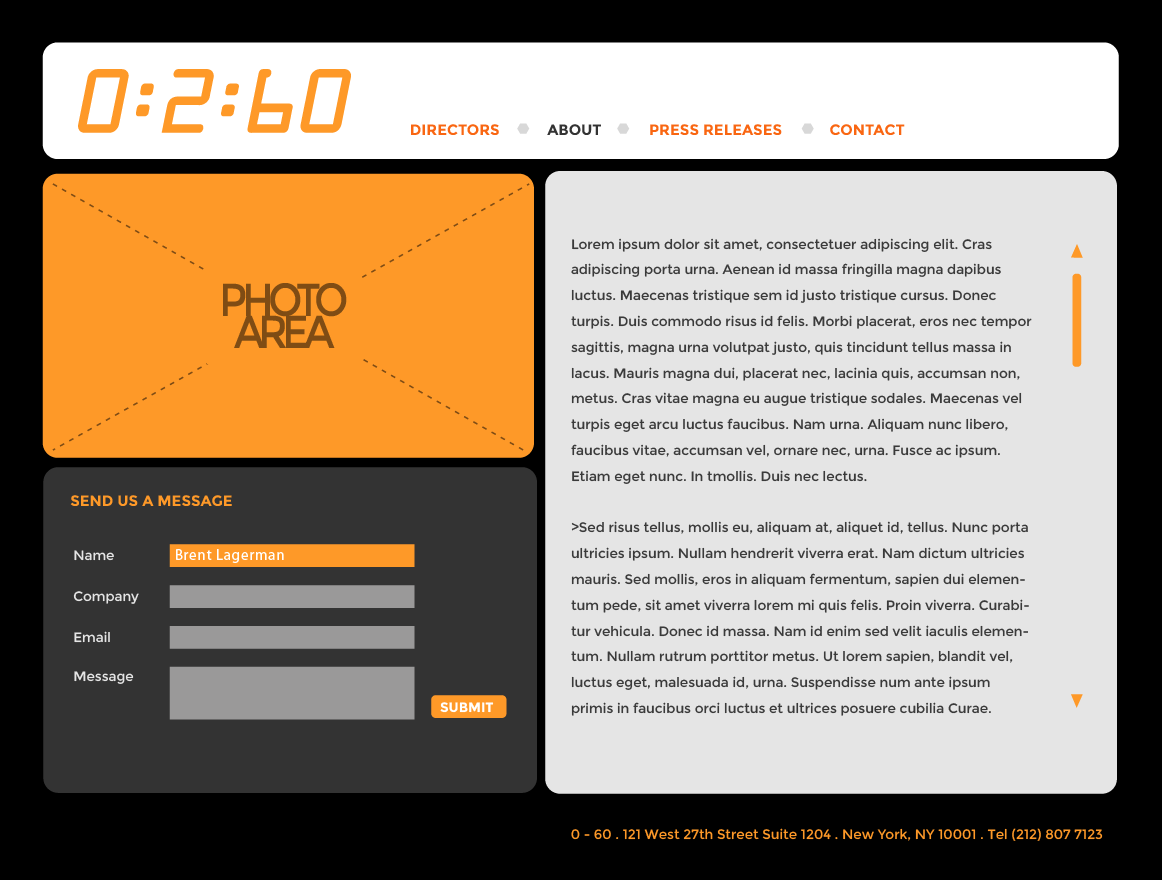 0:2:60
DIRECTORS ABOUT PRESS RELEASES CONTACT
PHOTO
AREA
SEND US A MESSAGE
Name Brent Lagerman
Company
Email
Message
SUBMIT
Lorem ipsum dolor sit amet, consectetuer adipiscing elit. Cras
adipiscing porta urna. Aenean id massa fringilla magna dapibus
luctus. Maecenas tristique sem id justo tristique cursus. Donec
turpis. Duis commodo risus id felis. Morbi placerat, eros nec tempor
sagittis, magna urna volutpat justo, quis tincidunt tellus massa in
lacus. Mauris magna dui, placerat nec, lacinia quis, accumsan non,
metus. Cras vitae magna eu augue tristique sodales. Maecenas vel
turpis eget arcu luctus faucibus. Nam urna. Aliquam nunc libero,
faucibus vitae, accumsan vel, ornare nec, urna. Fusce ac ipsum.
Etiam eget nunc. In tmollis. Duis nec lectus.
>Sed risus tellus, mollis eu, aliquam at, aliquet id, tellus. Nunc porta
ultricies ipsum. Nullam hendrerit viverra erat. Nam dictum ultricies
mauris. Sed mollis, eros in aliquam fermentum, sapien dui elemen-
tum pede, sit amet viverra lorem mi quis felis. Proin viverra. Curabi-
tur vehicula. Donec id massa. Nam id enim sed velit iaculis elemen-
tum. Nullam rutrum porttitor metus. Ut lorem sapien, blandit vel,
luctus eget, malesuada id, urna. Suspendisse num ante ipsum
primis in faucibus orci luctus et ultrices posuere cubilia Curae.
0 - 60 . 121 West 27th Street Suite 1204 . New York, NY 10001 . Tel (212) 807 7123